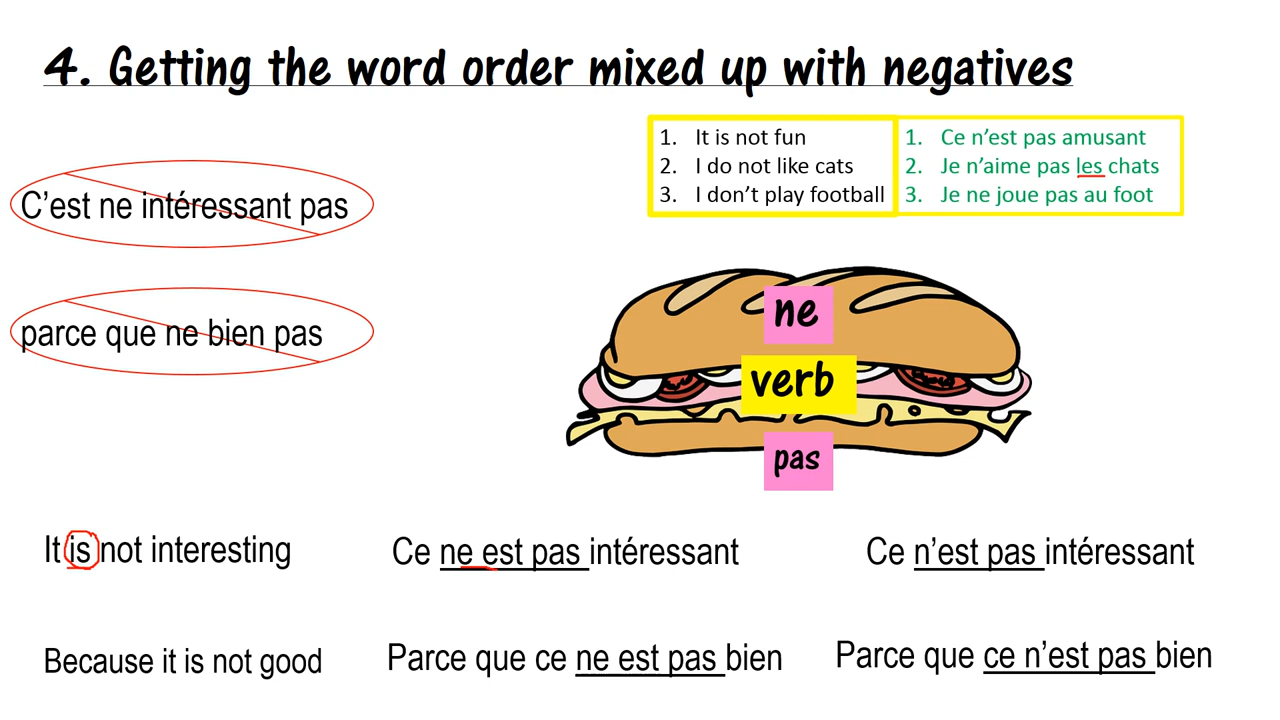 4. Getting the word order mixed up with negatives
1. It is not fun
2. I do not like cats
3. I don't play football
1. Ce n'est pas amusant
2. Je n'aime pas les chats
3. Je ne joue pas au foot
C'est ne intéressant pas
parce que ne bien pas
ne
verb
pas
It is not interesting
Ce ne est pas intéressant
Ce n'est pas intéressant
Because it is not good
Parce que ce ne est pas bien
Parce que ce n'est pas bien